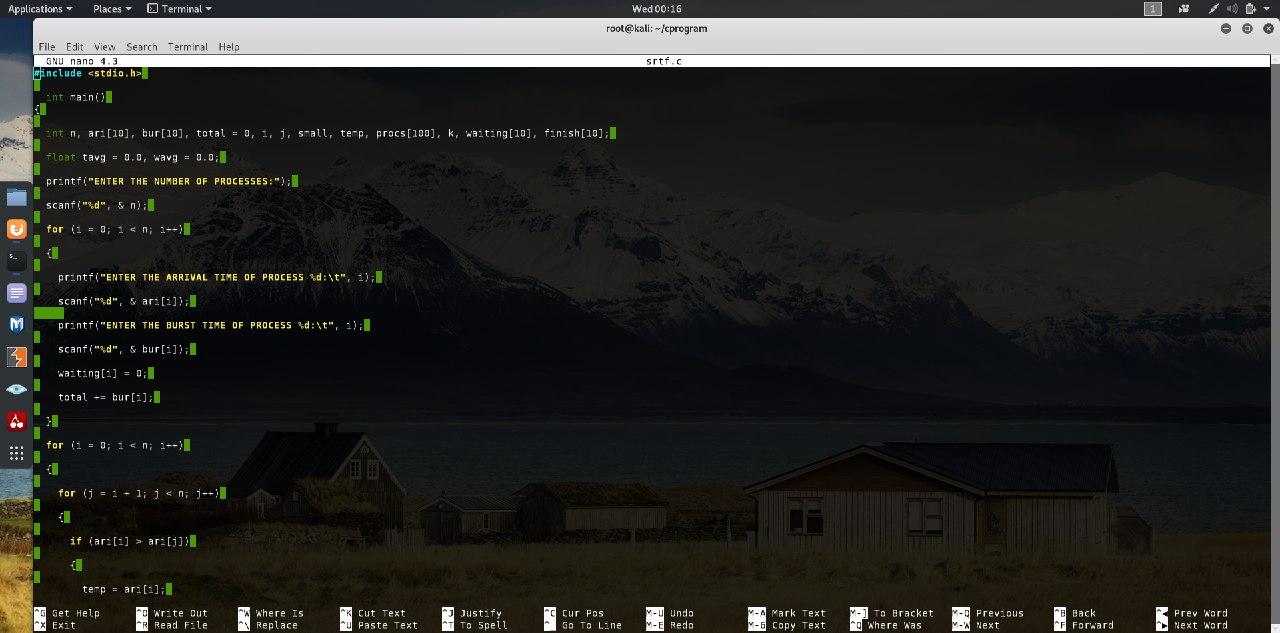 Applications Places Terminal Wed 00:16 1
root@kali: ~/cprogram
File Edit View Search Terminal Help
GNU nano 4.3 srtf.c
#include <stdio.h>
int main()
{
int n, ari[10], bur[10], total = 0, i, j, small, temp, procs[100], k, waiting[10], finish[10];
float tavg = 0.0, wavg = 0.0;
printf("ENTER THE NUMBER OF PROCESSES:");
scanf("%d", & n);
for (i = 0; i < n; i++)
{
printf("ENTER THE ARRIVAL TIME OF PROCESS %d:\t", i);
scanf("%d", & ari[i]);
printf("ENTER THE BURST TIME OF PROCESS %d:\t", i);
scanf("%d", & bur[i]);
waiting[i] = 0;
total += bur[i];
}
for (i = 0; i < n; i++)
{
for (j = i + 1; j < n; j++)
{
if (ari[i] > ari[j])
{
temp = ari[i];
^G Get Help ^O Write Out ^W Where Is ^K Cut Text ^J Justify ^C Cur Pos M-U Undo M-A Mark Text M-] To Bracket M-Q Previous ^B Back ^◀ Prev Word
^X Exit ^R Read File ^\ Replace ^U Paste Text ^T To Spell ^_ Go To Line M-E Redo M-6 Copy Text ^Q Where Was M-W Next ^F Forward ^▶ Next Word